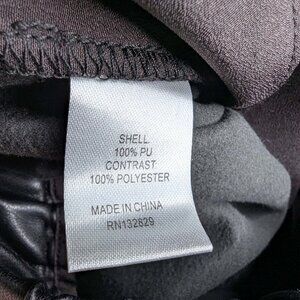 SHELL
100% PU
CONTRAST
100% POLYESTER
MADE IN CHINA
RN132829